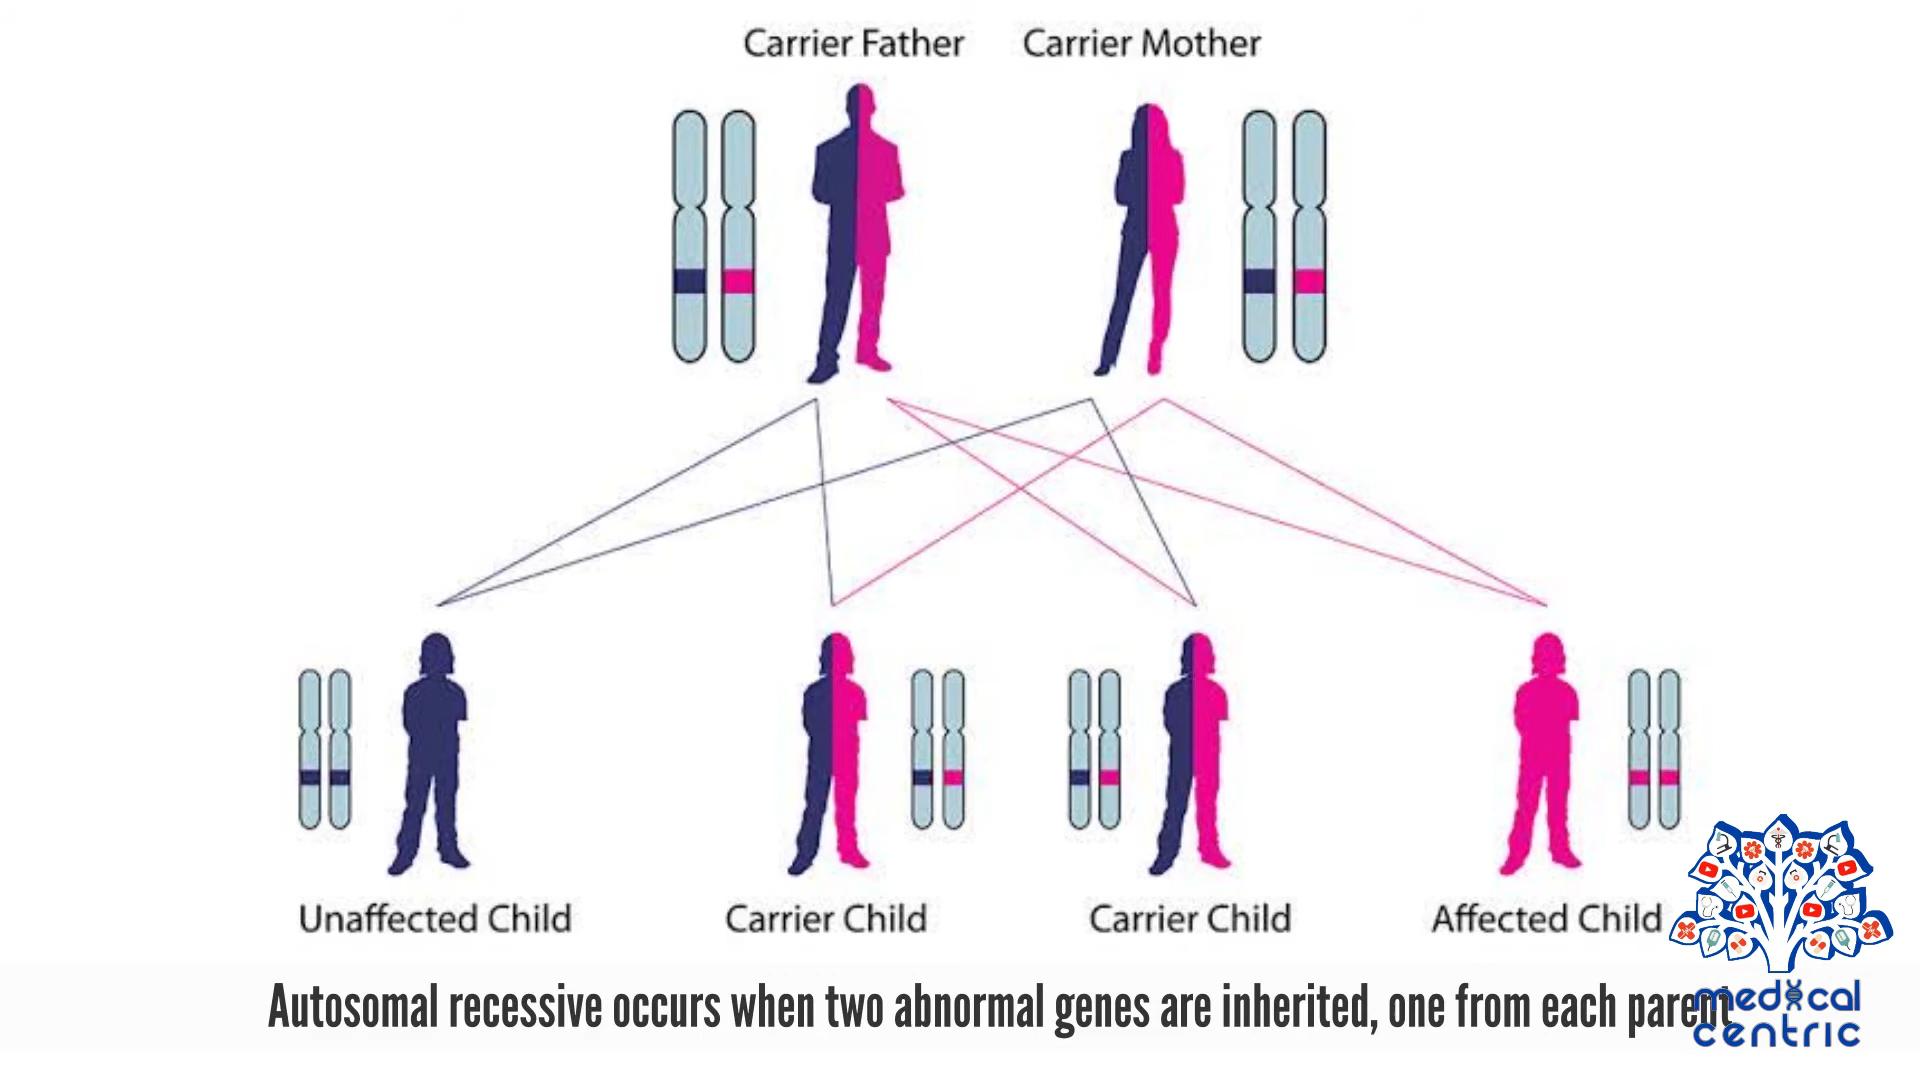 Carrier Father
Carrier Mother
Unaffected Child
Carrier Child
Carrier Child
Affected Child
Autosomal recessive occurs when two abnormal genes are inherited, one from each parent
medical
centric